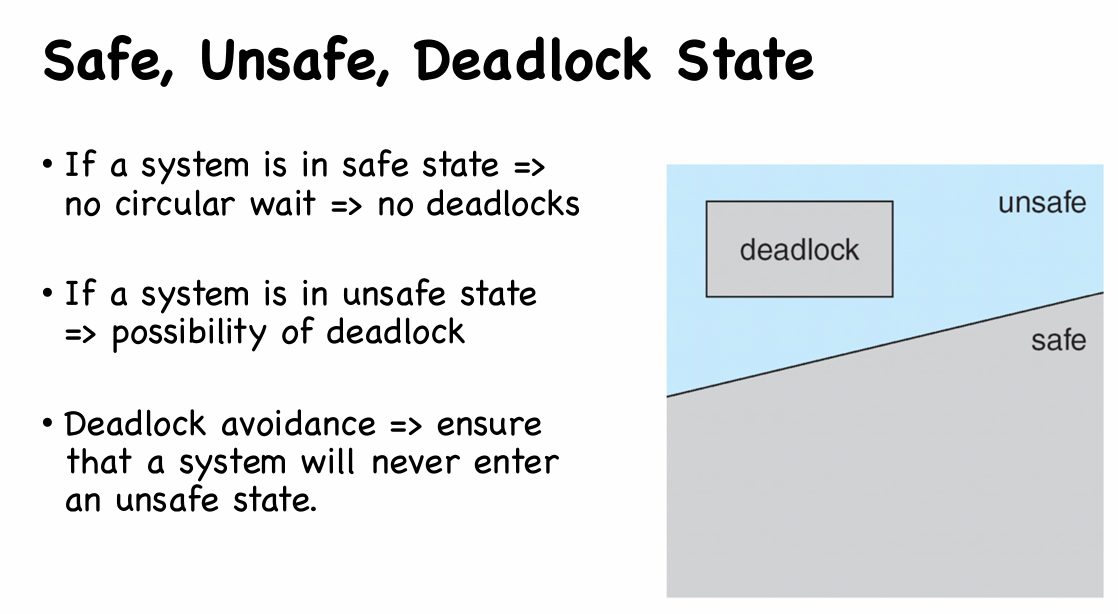 Safe, Unsafe, Deadlock State
• If a system is in safe state =>
no circular wait => no deadlocks
• If a system is in unsafe state
=> possibility of deadlock
• Deadlock avoidance => ensure
that a system will never enter
an unsafe state.
unsafe
deadlock
safe